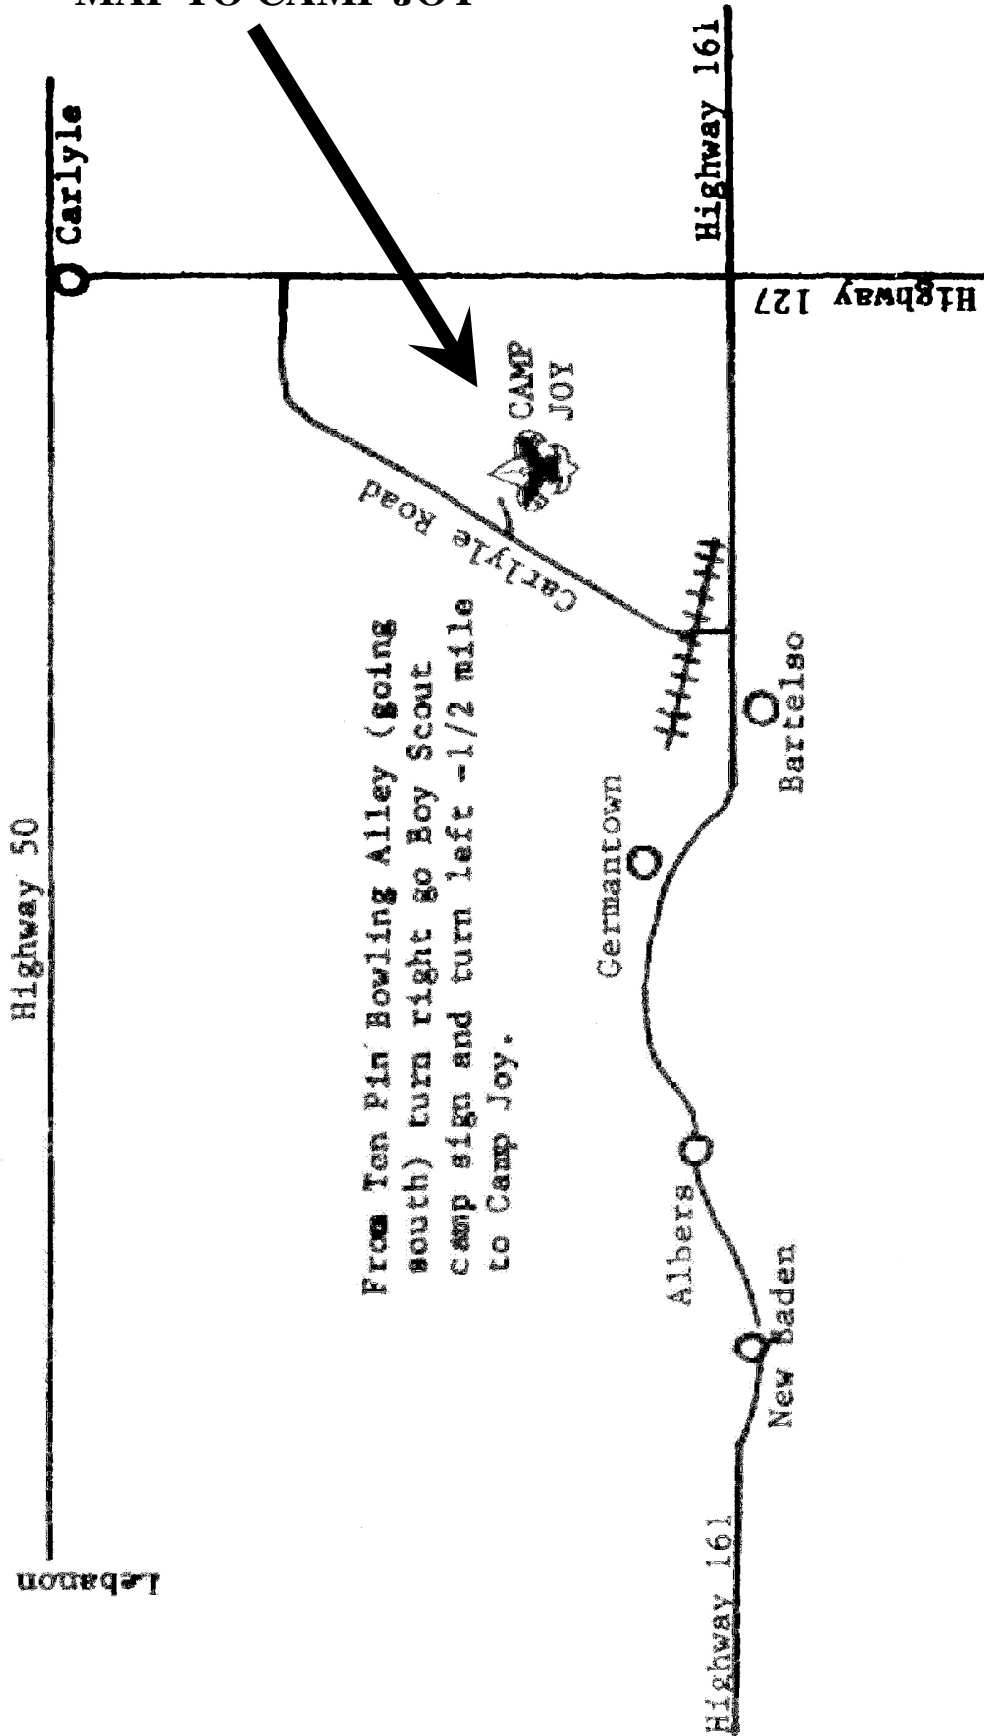 MAP TO CAMP JOY
Highway 50
Lebanon
Carlyle
Highway 161
Highway 127
CAMP
JOY
Carlyle Road
From Ten Pin Bowling Alley (going
south) turn right go Boy Scout
camp sign and turn left -1/2 mile
to Camp Joy.
Germantown
Bartelso
Albers
New Baden
Highway 161